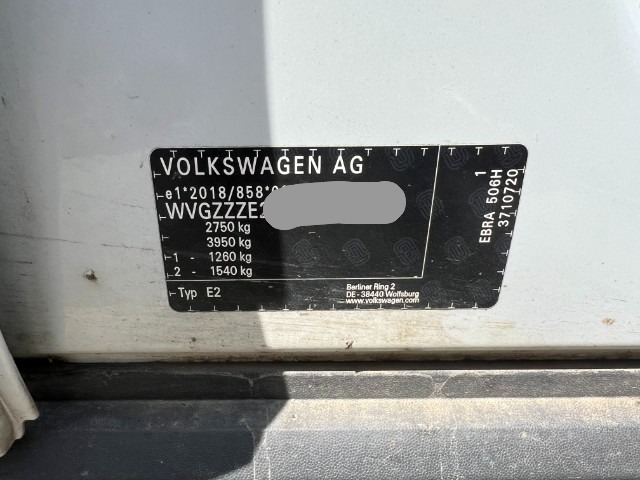 VOLKSWAGEN AG
e1*2018/858*
WVGZZZE2
2750 kg
3950 kg
1 - 1260 kg
2 - 1540 kg
Typ E2
Berliner Ring 2
DE - 38440 Wolfsburg
www.volkswagen.com
EBRA 506H 1
3710720